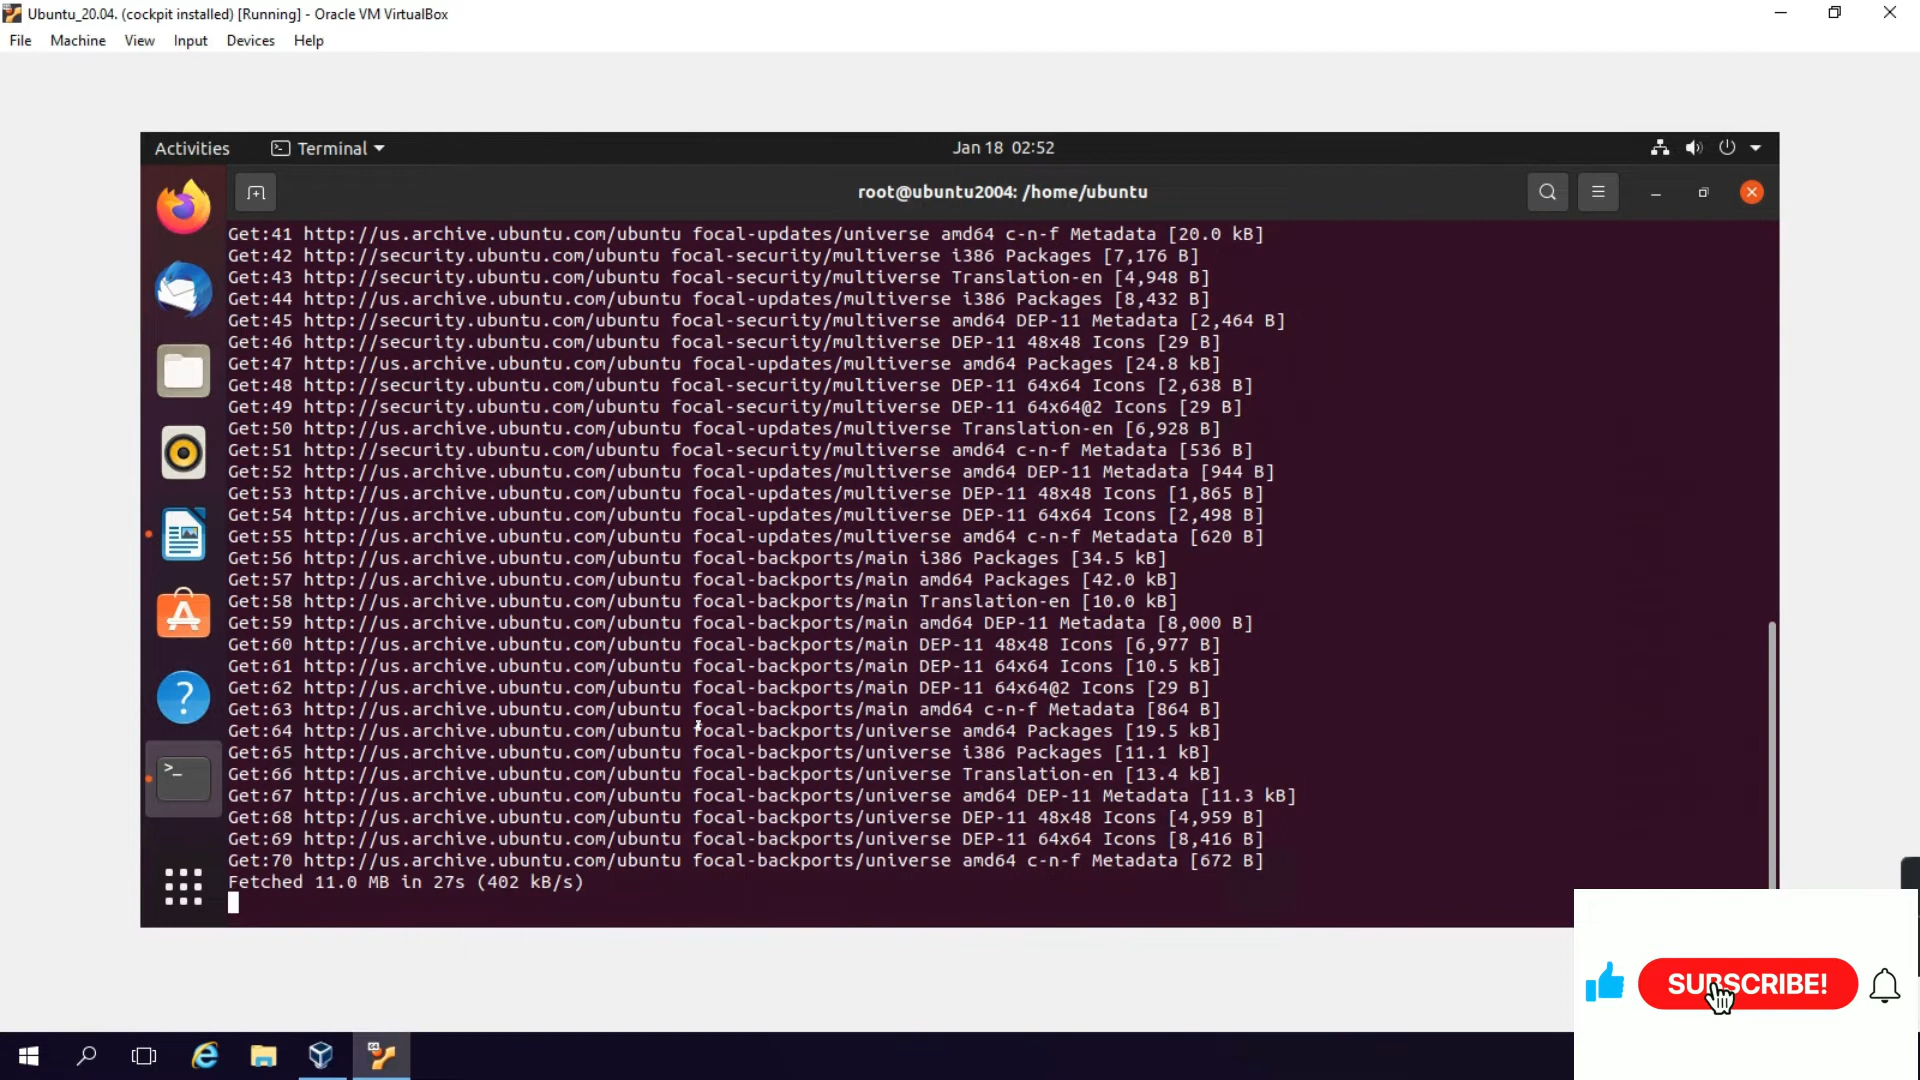 Ubuntu_20.04. (cockpit installed) [Running] - Oracle VM VirtualBox
File Machine View Input Devices Help
Activities Terminal Jan 18 02:52
root@ubuntu2004: /home/ubuntu
Get:41 http://us.archive.ubuntu.com/ubuntu focal-updates/universe amd64 c-n-f Metadata [20.0 kB]
Get:42 http://security.ubuntu.com/ubuntu focal-security/multiverse i386 Packages [7,176 B]
Get:43 http://security.ubuntu.com/ubuntu focal-security/multiverse Translation-en [4,948 B]
Get:44 http://us.archive.ubuntu.com/ubuntu focal-updates/multiverse i386 Packages [8,432 B]
Get:45 http://security.ubuntu.com/ubuntu focal-security/multiverse amd64 DEP-11 Metadata [2,464 B]
Get:46 http://security.ubuntu.com/ubuntu focal-security/multiverse DEP-11 48x48 Icons [29 B]
Get:47 http://us.archive.ubuntu.com/ubuntu focal-updates/multiverse amd64 Packages [24.8 kB]
Get:48 http://security.ubuntu.com/ubuntu focal-security/multiverse DEP-11 64x64 Icons [2,638 B]
Get:49 http://security.ubuntu.com/ubuntu focal-security/multiverse DEP-11 64x64@2 Icons [29 B]
Get:50 http://us.archive.ubuntu.com/ubuntu focal-updates/multiverse Translation-en [6,928 B]
Get:51 http://security.ubuntu.com/ubuntu focal-security/multiverse amd64 c-n-f Metadata [536 B]
Get:52 http://us.archive.ubuntu.com/ubuntu focal-updates/multiverse amd64 DEP-11 Metadata [944 B]
Get:53 http://us.archive.ubuntu.com/ubuntu focal-updates/multiverse DEP-11 48x48 Icons [1,865 B]
Get:54 http://us.archive.ubuntu.com/ubuntu focal-updates/multiverse DEP-11 64x64 Icons [2,498 B]
Get:55 http://us.archive.ubuntu.com/ubuntu focal-updates/multiverse amd64 c-n-f Metadata [620 B]
Get:56 http://us.archive.ubuntu.com/ubuntu focal-backports/main i386 Packages [34.5 kB]
Get:57 http://us.archive.ubuntu.com/ubuntu focal-backports/main amd64 Packages [42.0 kB]
Get:58 http://us.archive.ubuntu.com/ubuntu focal-backports/main Translation-en [10.0 kB]
Get:59 http://us.archive.ubuntu.com/ubuntu focal-backports/main amd64 DEP-11 Metadata [8,000 B]
Get:60 http://us.archive.ubuntu.com/ubuntu focal-backports/main DEP-11 48x48 Icons [6,977 B]
Get:61 http://us.archive.ubuntu.com/ubuntu focal-backports/main DEP-11 64x64 Icons [10.5 kB]
Get:62 http://us.archive.ubuntu.com/ubuntu focal-backports/main DEP-11 64x64@2 Icons [29 B]
Get:63 http://us.archive.ubuntu.com/ubuntu focal-backports/main amd64 c-n-f Metadata [864 B]
Get:64 http://us.archive.ubuntu.com/ubuntu focal-backports/universe amd64 Packages [19.5 kB]
Get:65 http://us.archive.ubuntu.com/ubuntu focal-backports/universe i386 Packages [11.1 kB]
Get:66 http://us.archive.ubuntu.com/ubuntu focal-backports/universe Translation-en [13.4 kB]
Get:67 http://us.archive.ubuntu.com/ubuntu focal-backports/universe amd64 DEP-11 Metadata [11.3 kB]
Get:68 http://us.archive.ubuntu.com/ubuntu focal-backports/universe DEP-11 48x48 Icons [4,959 B]
Get:69 http://us.archive.ubuntu.com/ubuntu focal-backports/universe DEP-11 64x64 Icons [8,416 B]
Get:70 http://us.archive.ubuntu.com/ubuntu focal-backports/universe amd64 c-n-f Metadata [672 B]
Fetched 11.0 MB in 27s (402 kB/s)
SUBSCRIBE!